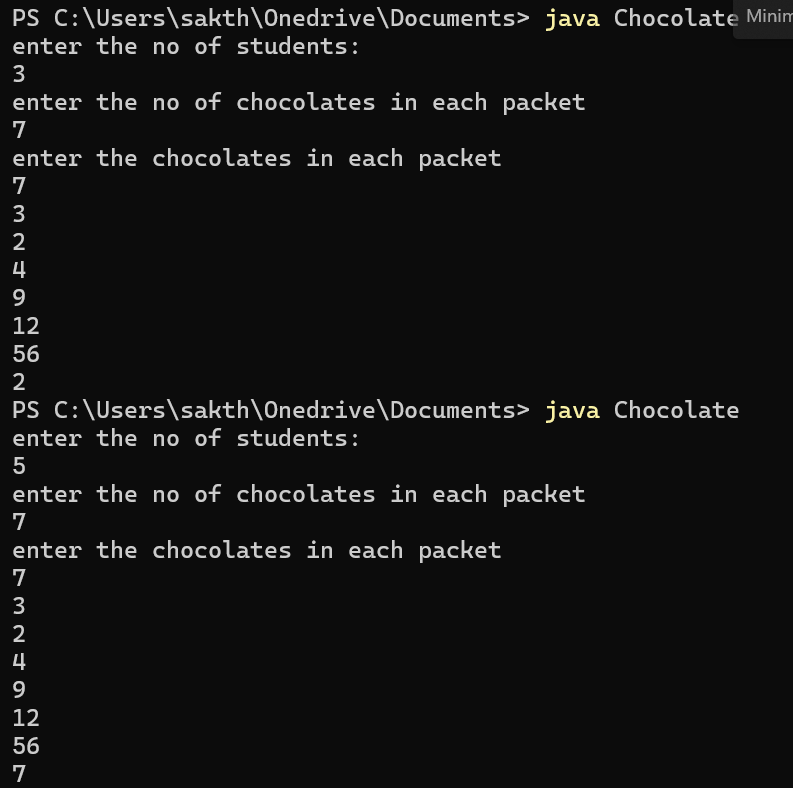 PS C:\Users\sakth\Onedrive\Documents> java Chocolate
enter the no of students:
3
enter the no of chocolates in each packet
7
enter the chocolates in each packet
7
3
2
4
9
12
56
2
PS C:\Users\sakth\Onedrive\Documents> java Chocolate
enter the no of students:
5
enter the no of chocolates in each packet
7
enter the chocolates in each packet
7
3
2
4
9
12
56
7